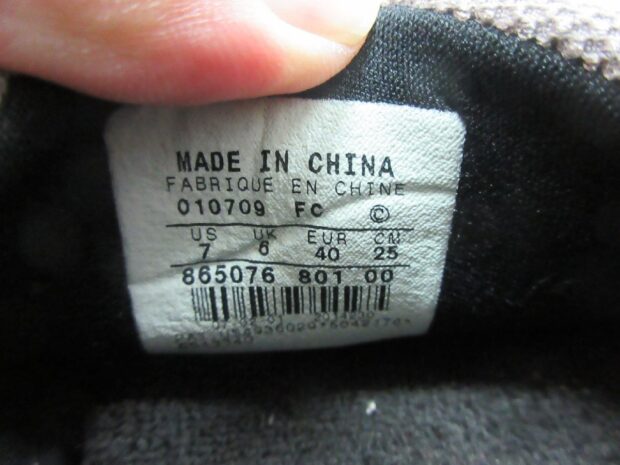 MADE IN CHINA
FABRIQUE EN CHINE
010709 FC ©
US UK EUR CM
7 6 40 25
865076 801 00